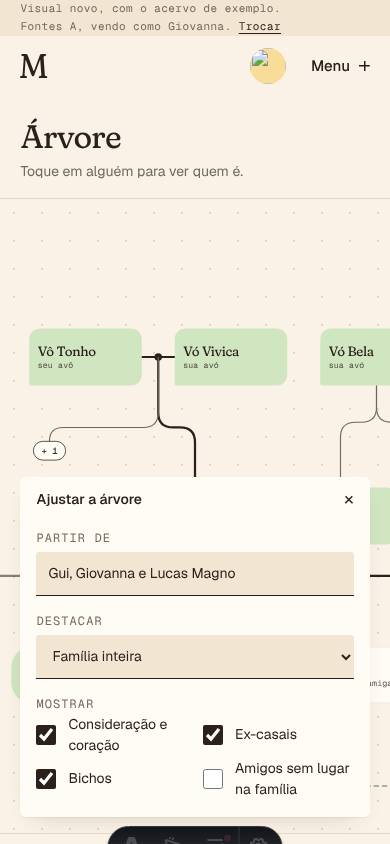 Visual novo, com o acervo de exemplo.
Fontes A, vendo como Giovanna. Trocar
M
Menu +
Árvore
Toque em alguém para ver quem é.
Vô Tonho
seu avô
Vó Vivica
sua avó
Vó Bela
sua avó
+ 1
Ajustar a árvore ×
PARTIR DE
Gui, Giovanna e Lucas Magno
DESTACAR
Família inteira
MOSTRAR
Consideração e
coração
Ex-casais
Bichos
Amigos sem lugar
na família